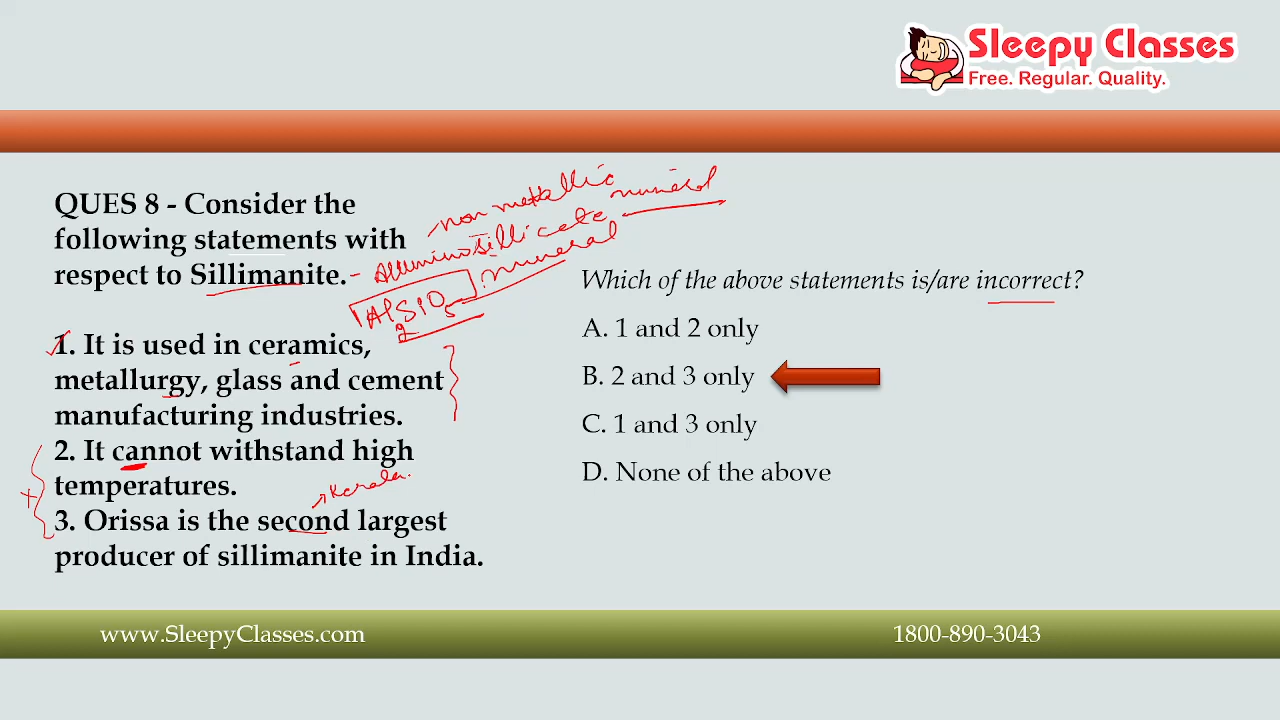 Sleepy Classes
Free. Regular. Quality.
QUES 8 - Consider the
following statements with
respect to Sillimanite.
- non metallic mineral
- Aluminosillicate mineral
Al2SiO5
1. It is used in ceramics,
metallurgy, glass and cement
manufacturing industries.
2. It cannot withstand high
temperatures.
→ Kerala.
3. Orissa is the second largest
producer of sillimanite in India.
Which of the above statements is/are incorrect?
A. 1 and 2 only
B. 2 and 3 only
C. 1 and 3 only
D. None of the above
www.SleepyClasses.com
1800-890-3043